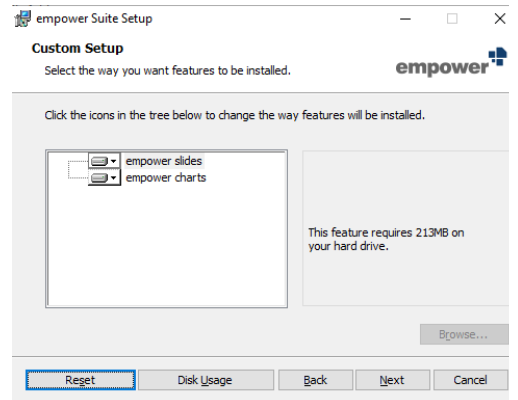 empower Suite Setup
Custom Setup
Select the way you want features to be installed.
empower
Click the icons in the tree below to change the way features will be installed.
empower slides
empower charts
This feature requires 213MB on
your hard drive.
Browse...
Reset
Disk Usage
Back
Next
Cancel